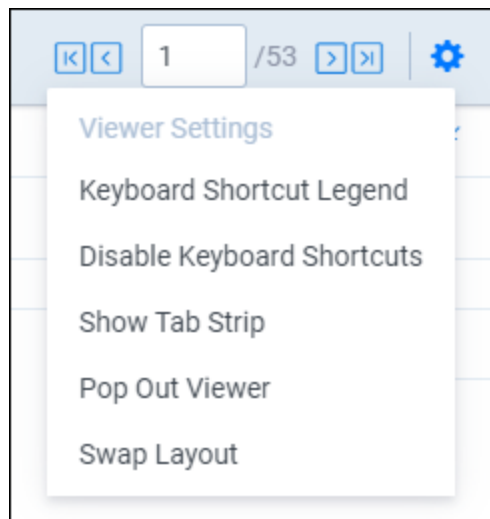 1 /53
Viewer Settings
Keyboard Shortcut Legend
Disable Keyboard Shortcuts
Show Tab Strip
Pop Out Viewer
Swap Layout